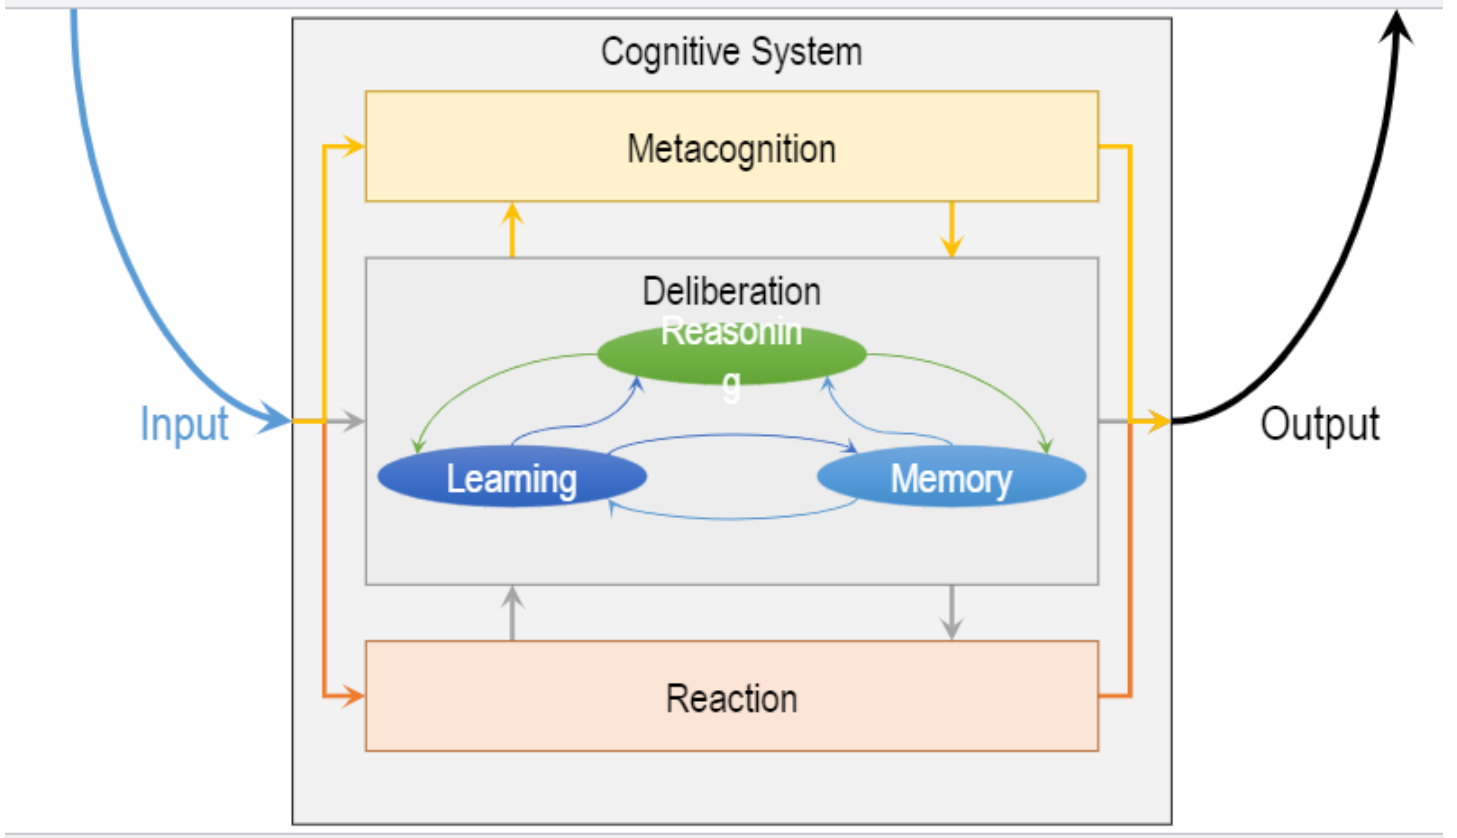 Cognitive System
Metacognition
Deliberation
Reasonin
g
Input
Output
Learning
Memory
Reaction